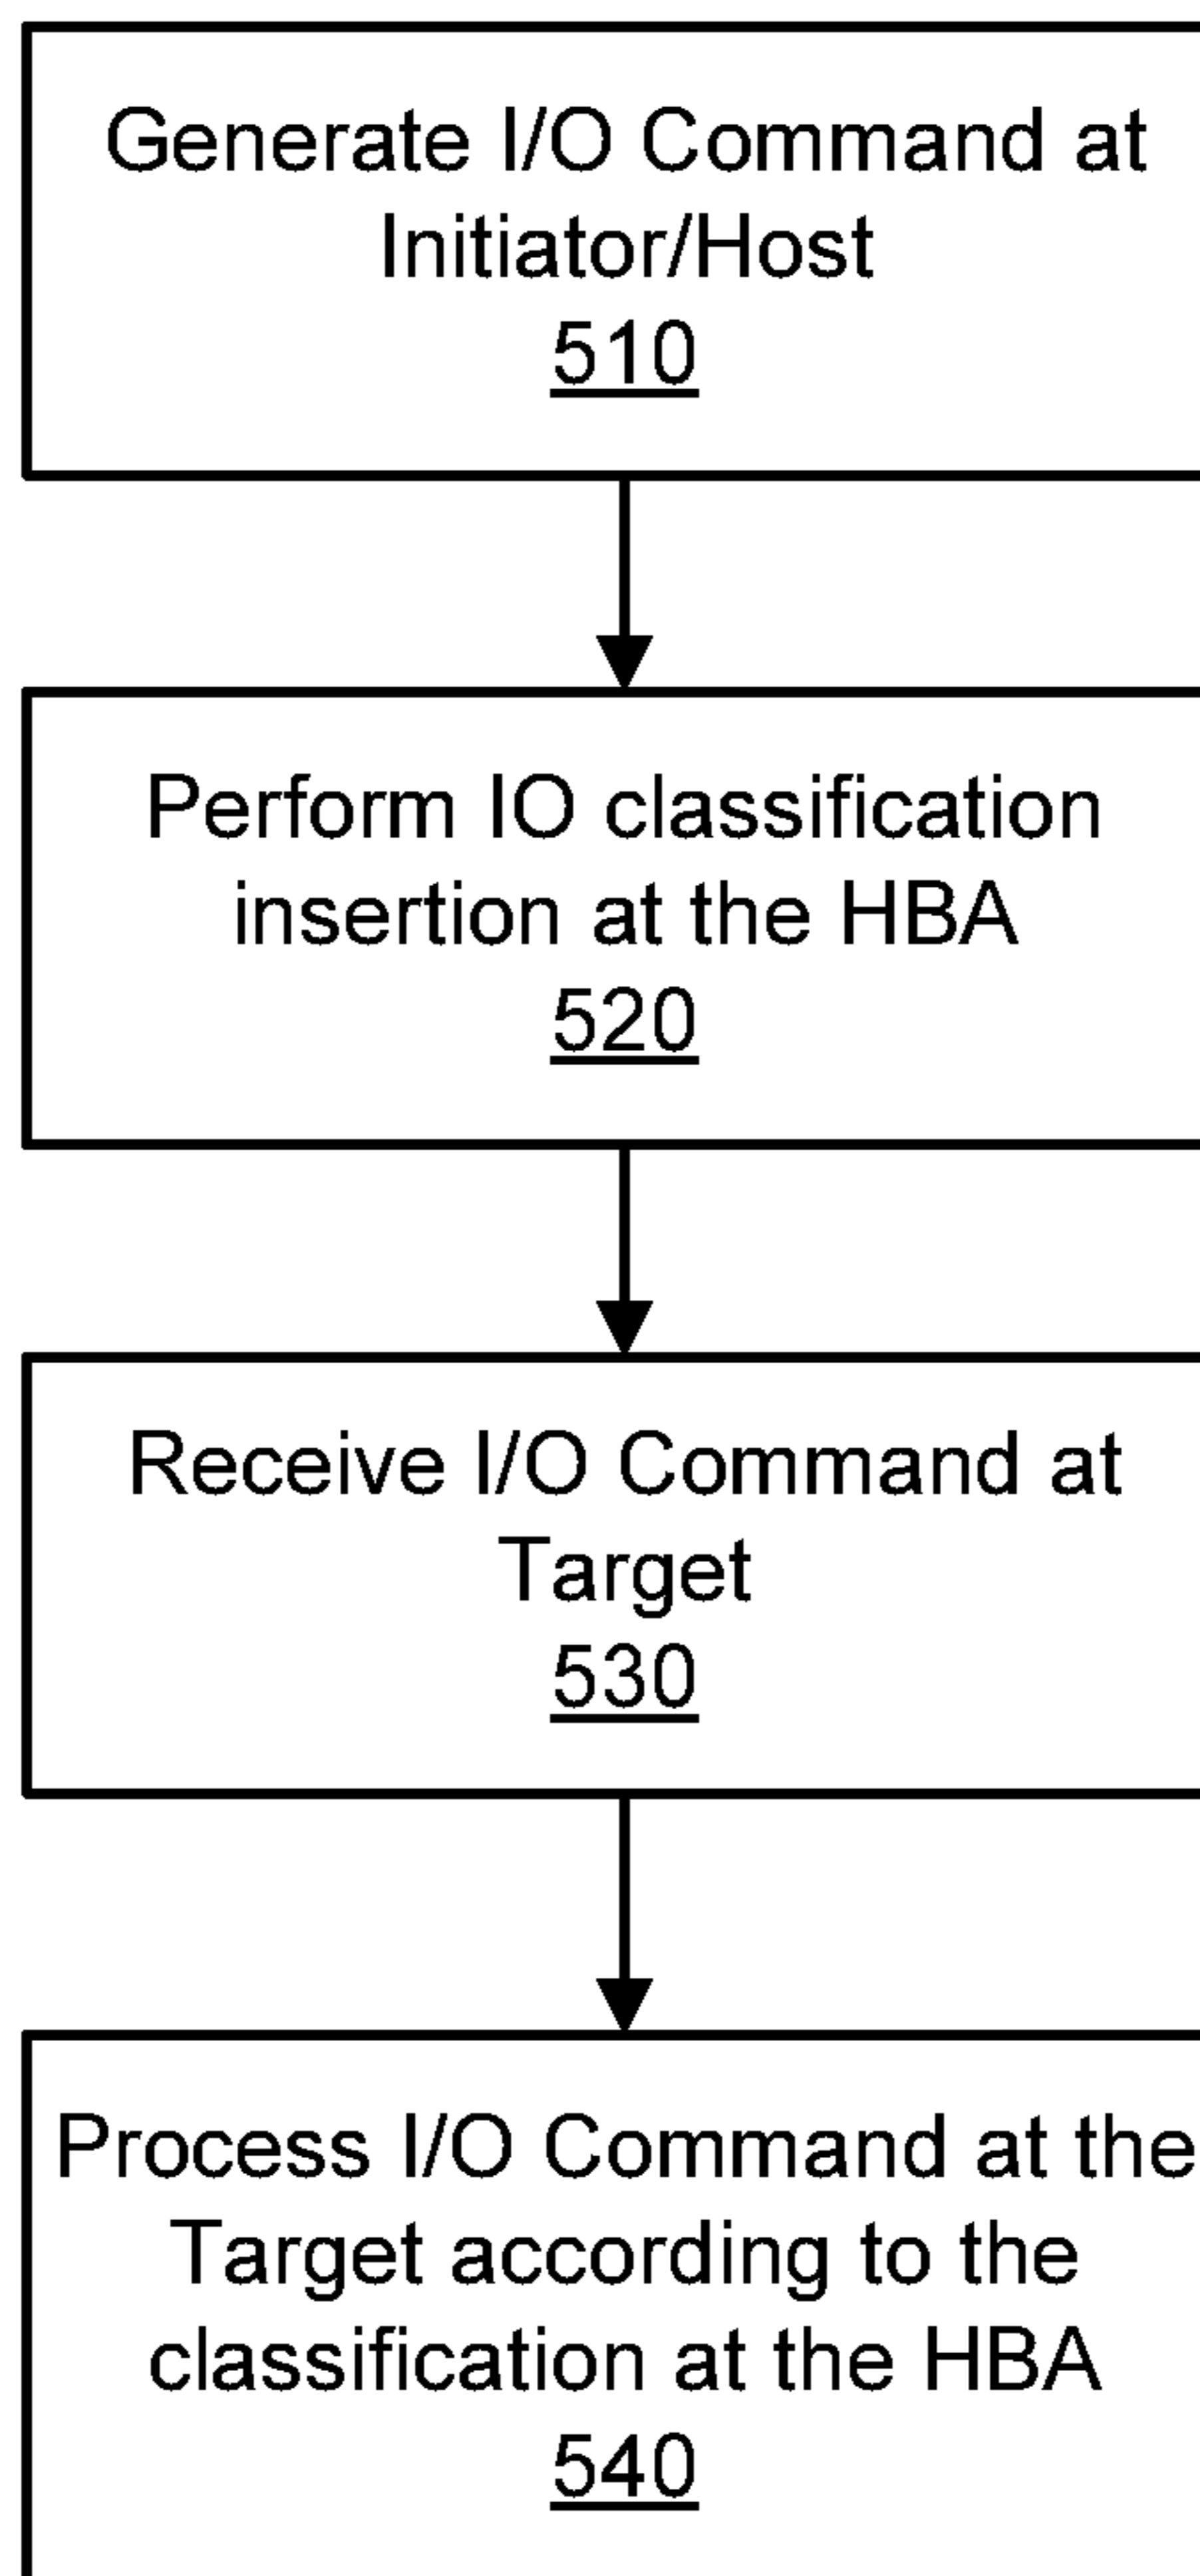 Generate I/O Command at
Initiator/Host
510
Perform IO classification
insertion at the HBA
520
Receive I/O Command at
Target
530
Process I/O Command at the
Target according to the
classification at the HBA
540